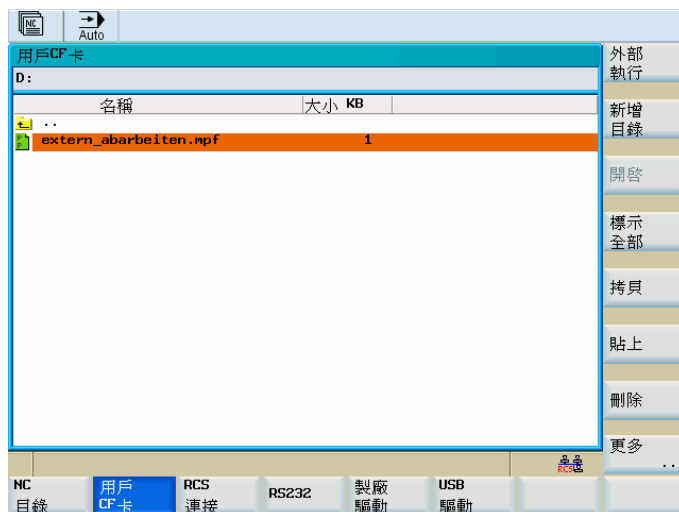 NC
Auto
用戶CF卡
D:
名稱 大小 KB
..
extern_abarbeiten.mpf 1
外部
執行
新增
目錄
開啓
標示
全部
拷貝
貼上
刪除
更多
..
RCS
NC
目錄
用戶
CF卡
RCS
連接
RS232
製廠
驅動
USB
驅動